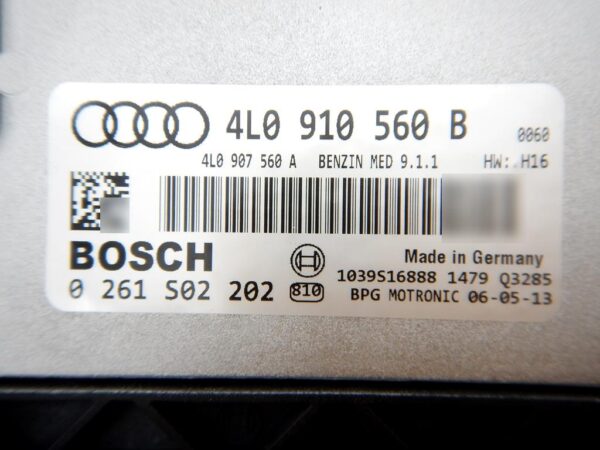 4L0 910 560 B 0060
4L0 907 560 A BENZIN MED 9.1.1 HW: H16
BOSCH Made in Germany
1039S16888 1479 Q3285
0 261 S02 202 810 BPG MOTRONIC 06-05-13